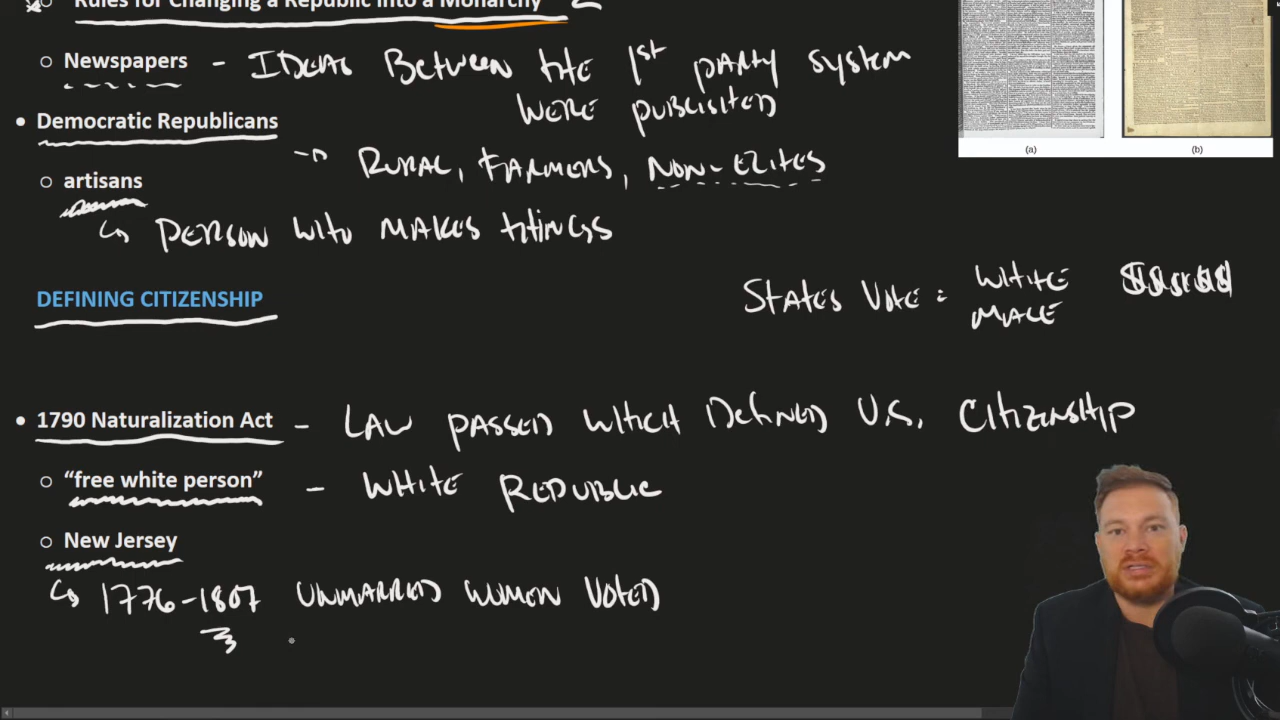 Rules for Changing a Republic into a Monarchy
Newspapers - IDEAS BETWEEN THE 1ST PARTY SYSTEM
WERE PUBLISHED
(a) (b)
Democratic Republicans
RURAL, FARMERS, NON-ELITES
artisans
PERSON WHO MAKES THINGS
DEFINING CITIZENSHIP
STATES VOTE = WHITE
MALE
1790 Naturalization Act - LAW PASSED WHICH DEFINED U.S. CITIZENSHIP
"free white person" - WHITE REPUBLIC
New Jersey
1776-1807 UNMARRIED WOMEN VOTED